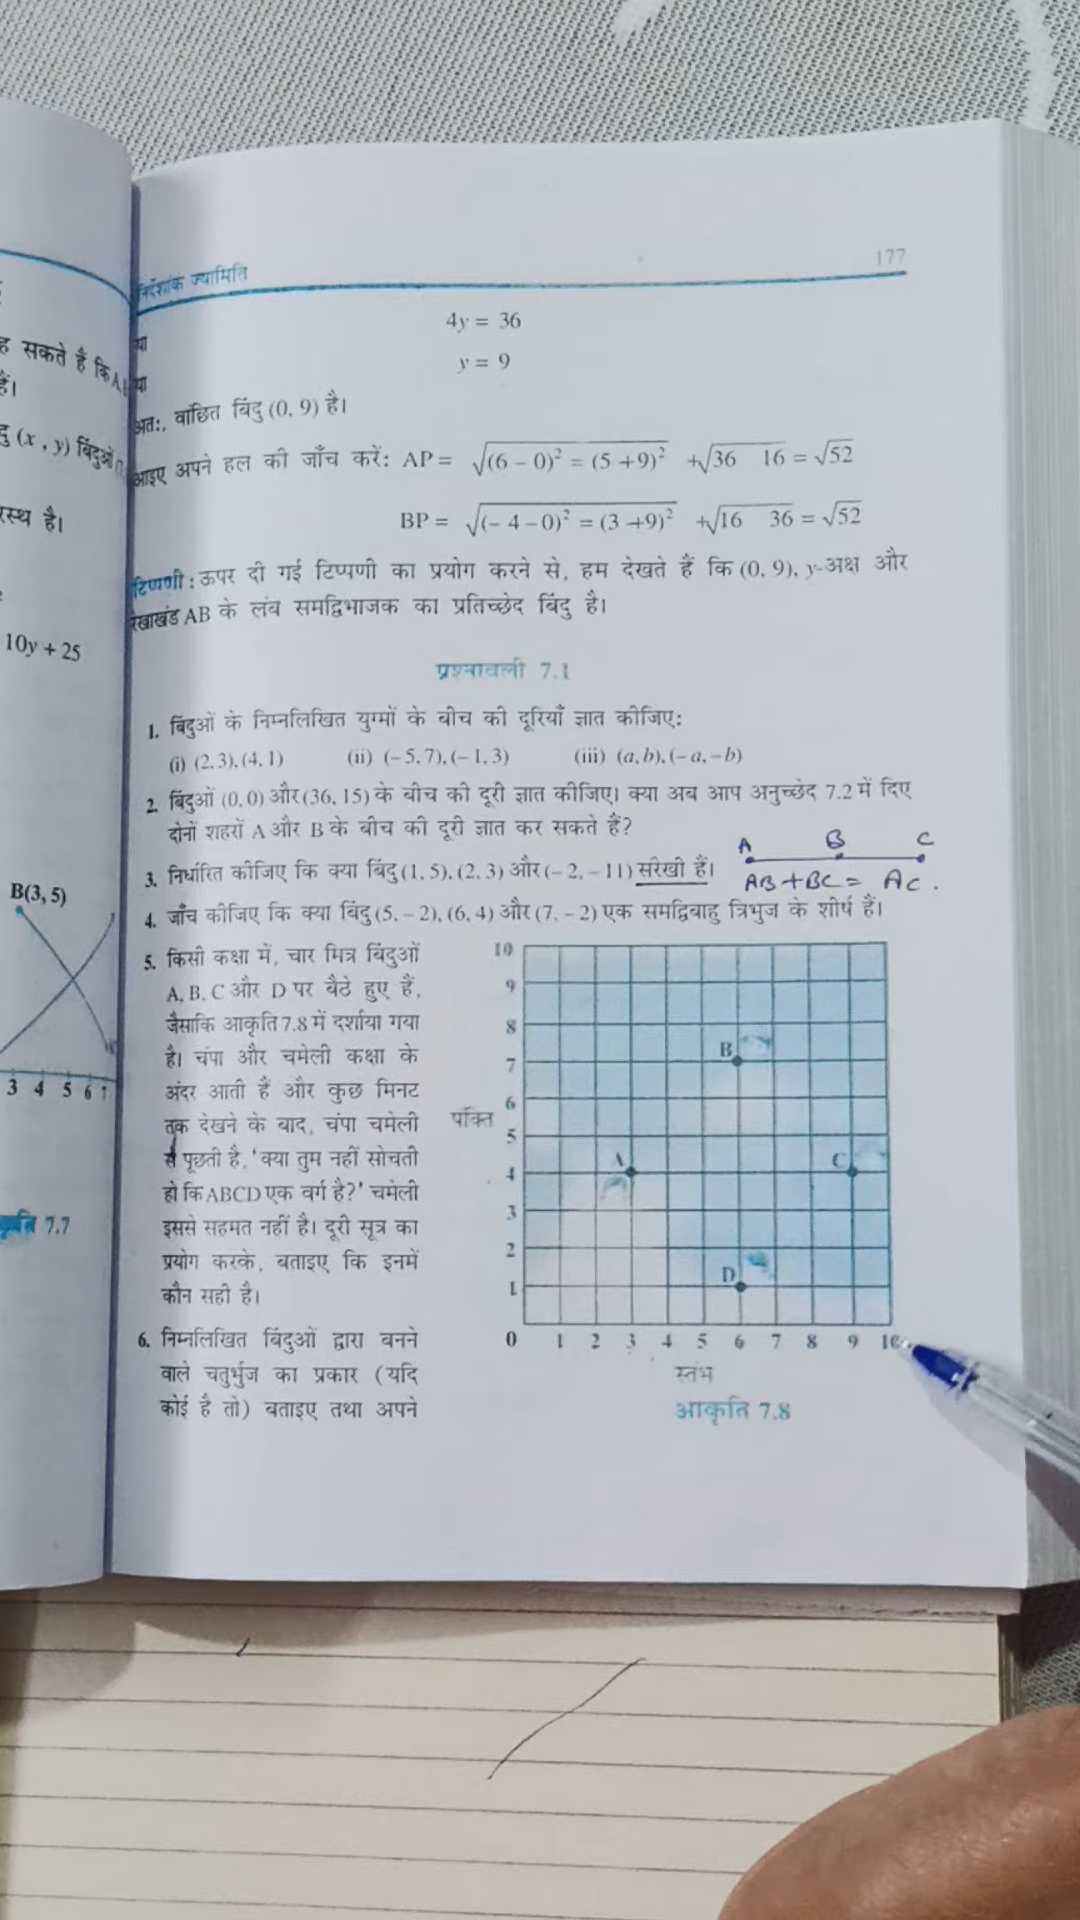 ह सकते हैं कि A,
हैं।
दु (x, y) बिंदुओं
रस्थ है।
10y + 25
B(3, 5)
3 4 5 6 7
कृति 7.7
निर्देशांक ज्यामिति
177
या
4y = 36
या
y = 9
अतः, वांछित बिंदु (0, 9) है।
आइए अपने हल की जाँच करें: AP = √(6 – 0)² = (5 +9)² +√36 16 = √52
BP = √(– 4 – 0)² = (3 +9)² +√16 36 = √52
टिप्पणी : ऊपर दी गई टिप्पणी का प्रयोग करने से, हम देखते हैं कि (0, 9), y-अक्ष और
रेखाखंड AB के लंब समद्विभाजक का प्रतिच्छेद बिंदु है।
प्रश्नावली 7.1
1. बिंदुओं के निम्नलिखित युग्मों के बीच की दूरियाँ ज्ञात कीजिए:
(i) (2, 3), (4, 1) (ii) (– 5, 7), (– 1, 3) (iii) (a, b), (– a, – b)
2. बिंदुओं (0, 0) और (36, 15) के बीच की दूरी ज्ञात कीजिए। क्या अब आप अनुच्छेद 7.2 में दिए
दोनों शहरों A और B के बीच की दूरी ज्ञात कर सकते हैं?
3. निर्धारित कीजिए कि क्या बिंदु (1, 5), (2, 3) और (– 2, – 11) सरेखी हैं।
A B C
AB + BC = AC.
4. जाँच कीजिए कि क्या बिंदु (5, – 2), (6, 4) और (7, – 2) एक समद्विबाहु त्रिभुज के शीर्ष हैं।
5. किसी कक्षा में, चार मित्र बिंदुओं
A, B, C और D पर बैठे हुए हैं,
जैसाकि आकृति 7.8 में दर्शाया गया
है। चंपा और चमेली कक्षा के
अंदर आती हैं और कुछ मिनट
तक देखने के बाद, चंपा चमेली
से पूछती है, ‘क्या तुम नहीं सोचती
हो कि ABCD एक वर्ग है?’ चमेली
इससे सहमत नहीं है। दूरी सूत्र का
प्रयोग करके, बताइए कि इनमें
कौन सही है।
6. निम्नलिखित बिंदुओं द्वारा बनने
वाले चतुर्भुज का प्रकार (यदि
कोई है तो) बताइए तथा अपने
10
9
8
B
7
6
पंक्ति
5
A C
4
3
2
D
1
0 1 2 3 4 5 6 7 8 9 10
स्तंभ
आकृति 7.8